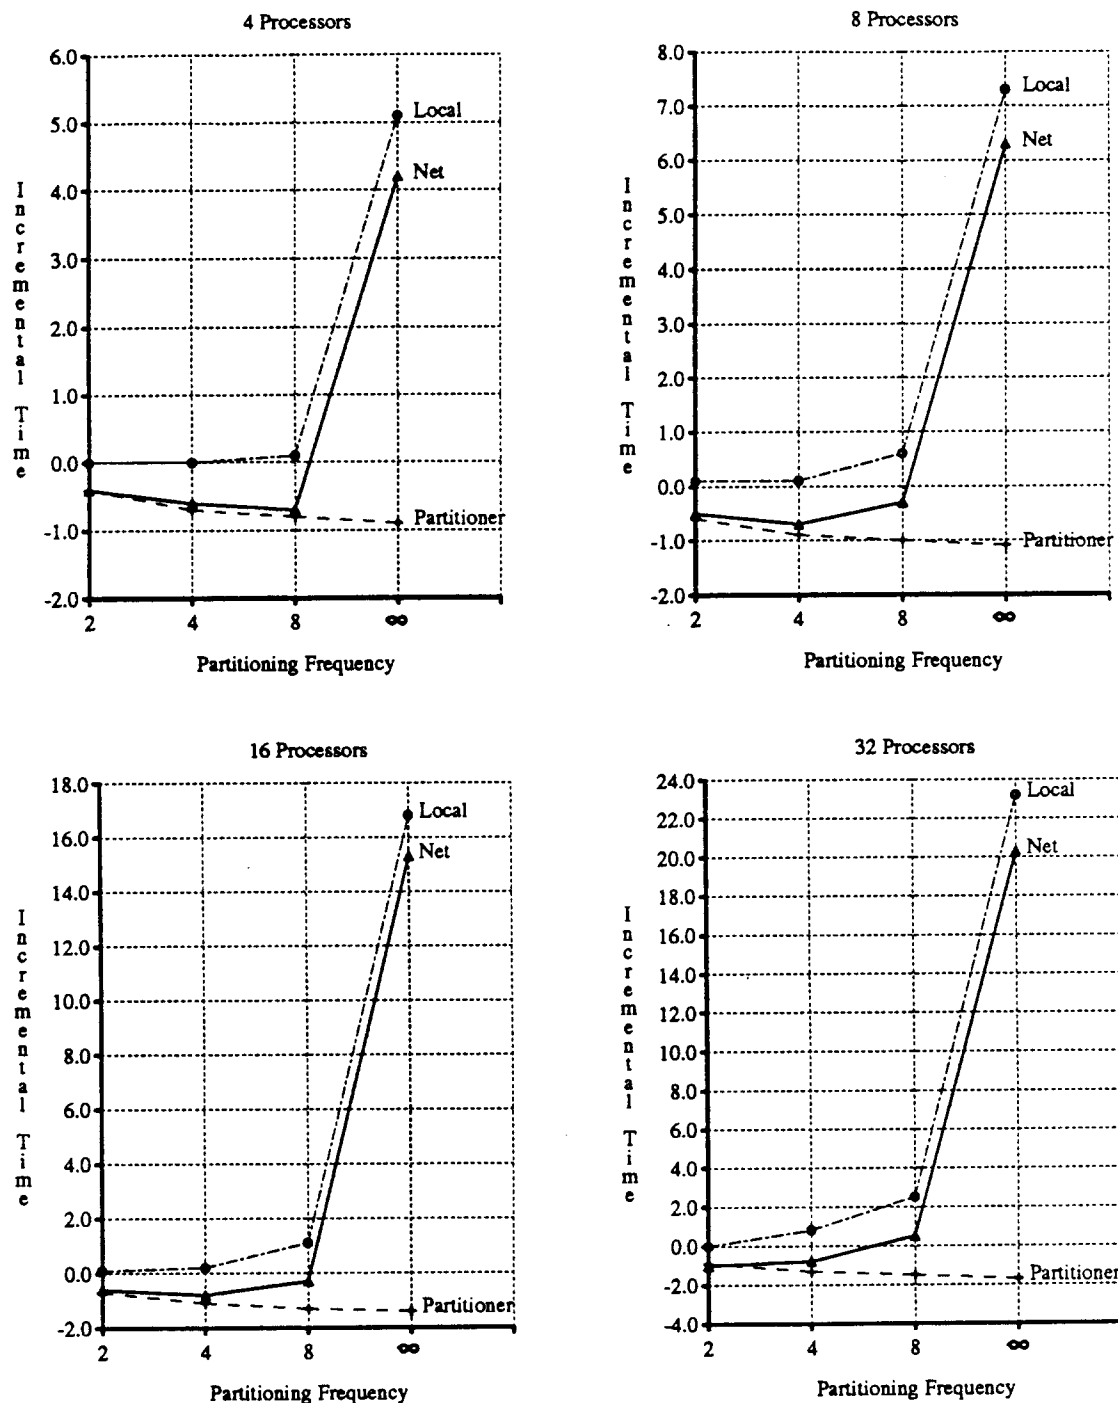 4 Processors
6.0
5.0
4.0
3.0
2.0
1.0
0.0
-1.0
-2.0
Incremental Time
Local
Net
Partitioner
2 4 8 ∞
Partitioning Frequency
8 Processors
8.0
7.0
6.0
5.0
4.0
3.0
2.0
1.0
0.0
-1.0
-2.0
Incremental Time
Local
Net
Partitioner
2 4 8 ∞
Partitioning Frequency
16 Processors
18.0
16.0
14.0
12.0
10.0
8.0
6.0
4.0
2.0
0.0
-2.0
Incremental Time
Local
Net
Partitioner
2 4 8 ∞
Partitioning Frequency
32 Processors
24.0
22.0
20.0
18.0
16.0
14.0
12.0
10.0
8.0
6.0
4.0
2.0
0.0
-2.0
-4.0
Incremental Time
Local
Net
Partitioner
2 4 8 ∞
Partitioning Frequency